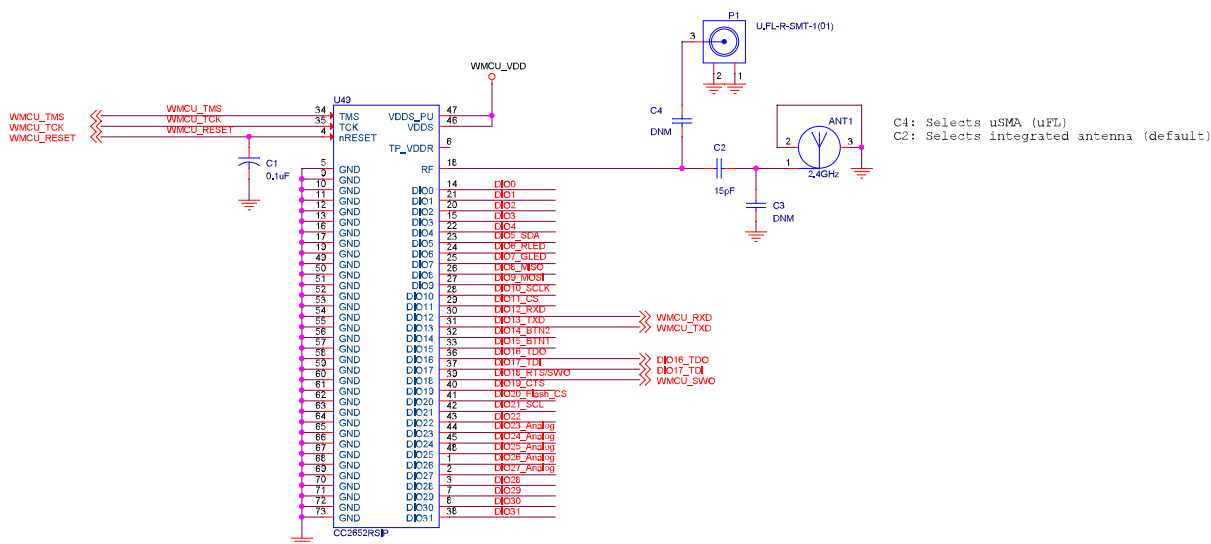 P1
U.FL-R-SMT-1(01)
3
2
1
WMCU_VDD
C4
DNM
ANT1
2
3
1
2.4GHz
C4: Selects uSMA (uFL)
C2: Selects integrated antenna (default)
C2
15pF
C3
DNM
U49
WMCU_TMS WMCU_TMS 34 TMS VDDS_PU 47
WMCU_TCK WMCU_TCK 35 TCK VDDS 46
WMCU_RESET WMCU_RESET 4 nRESET
TP_VDDR 6
C1
0.1uF
5 GND RF 18
9 GND
10 GND DIO0 14 DIO0
11 GND DIO1 21 DIO1
12 GND DIO2 20 DIO2
13 GND DIO3 15 DIO3
16 GND DIO4 22 DIO4
17 GND DIO5 23 DIO5_SDA
19 GND DIO6 24 DIO6_RLED
49 GND DIO7 25 DIO7_GLED
50 GND DIO8 26 DIO8_MISO
51 GND DIO9 27 DIO9_MOSI
52 GND DIO10 28 DIO10_SCLK
53 GND DIO11 29 DIO11_CS
54 GND DIO12 30 DIO12_RXD WMCU_RXD
55 GND DIO13 31 DIO13_TXD WMCU_TXD
56 GND DIO14 32 DIO14_BTN2
57 GND DIO15 33 DIO15_BTN1
58 GND DIO16 36 DIO16_TDO DIO16_TDO
59 GND DIO17 37 DIO17_TDI DIO17_TDI
60 GND DIO18 39 DIO18_RTS/SWO WMCU_SWO
61 GND DIO19 40 DIO19_CTS
62 GND DIO20 41 DIO20_Flash_CS
63 GND DIO21 42 DIO21_SCL
64 GND DIO22 43 DIO22
65 GND DIO23 44 DIO23_Analog
66 GND DIO24 45 DIO24_Analog
67 GND DIO25 48 DIO25_Analog
68 GND DIO26 1 DIO26_Analog
69 GND DIO27 2 DIO27_Analog
70 GND DIO28 3 DIO28
71 GND DIO29 7 DIO29
72 GND DIO30 8 DIO30
73 GND DIO31 38 DIO31
CC2652RSIP